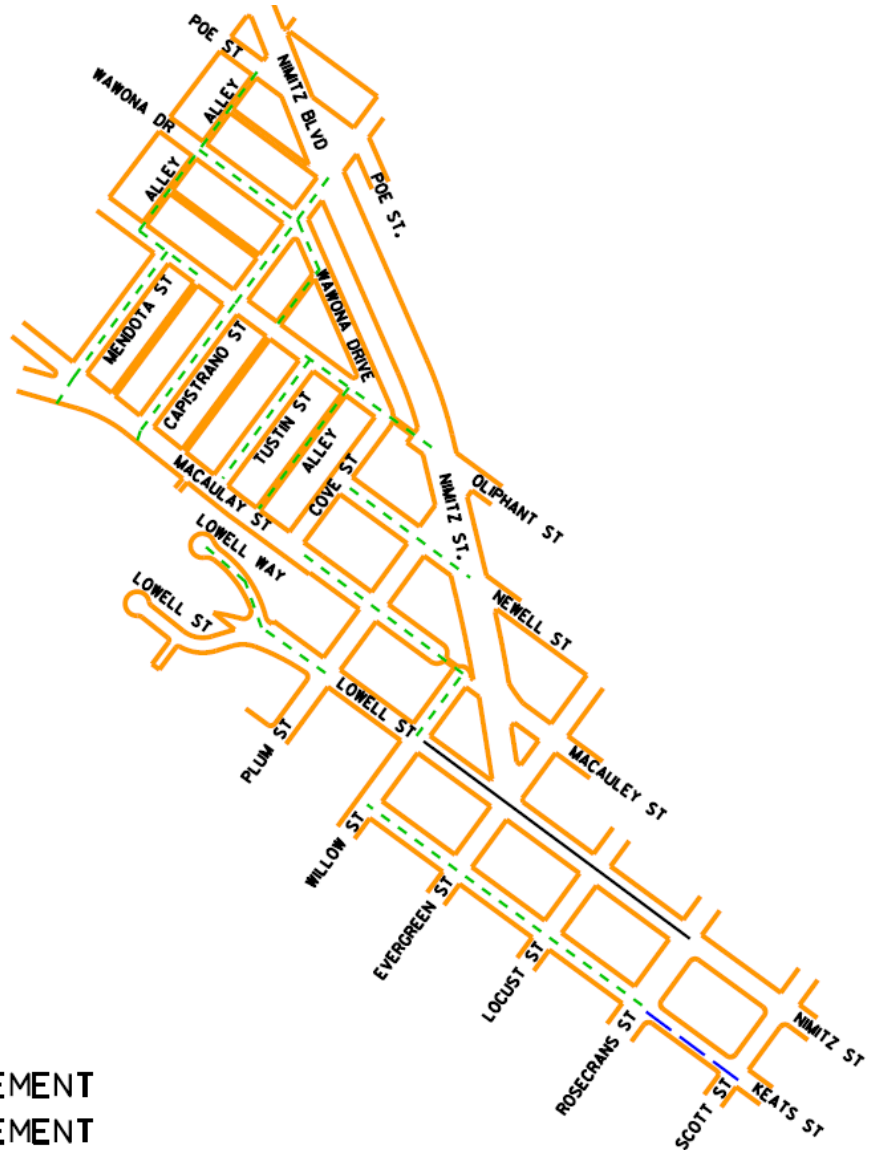 POE ST
WAWONA DR
ALLEY
NIMITZ BLVD
ALLEY
POE ST.
MENDOTA ST
WAWONA DRIVE
CAPISTRANO ST
TUSTIN ST
ALLEY
COVE ST
MACAULAY ST
NIMITZ ST.
OLIPHANT ST
LOWELL WAY
LOWELL ST
NEWELL ST
LOWELL ST
PLUM ST
MACAULEY ST
WILLOW ST
EVERGREEN ST
LOCUST ST
ROSECRANS ST
NIMITZ ST
SCOTT ST
KEATS ST
EMENT
EMENT